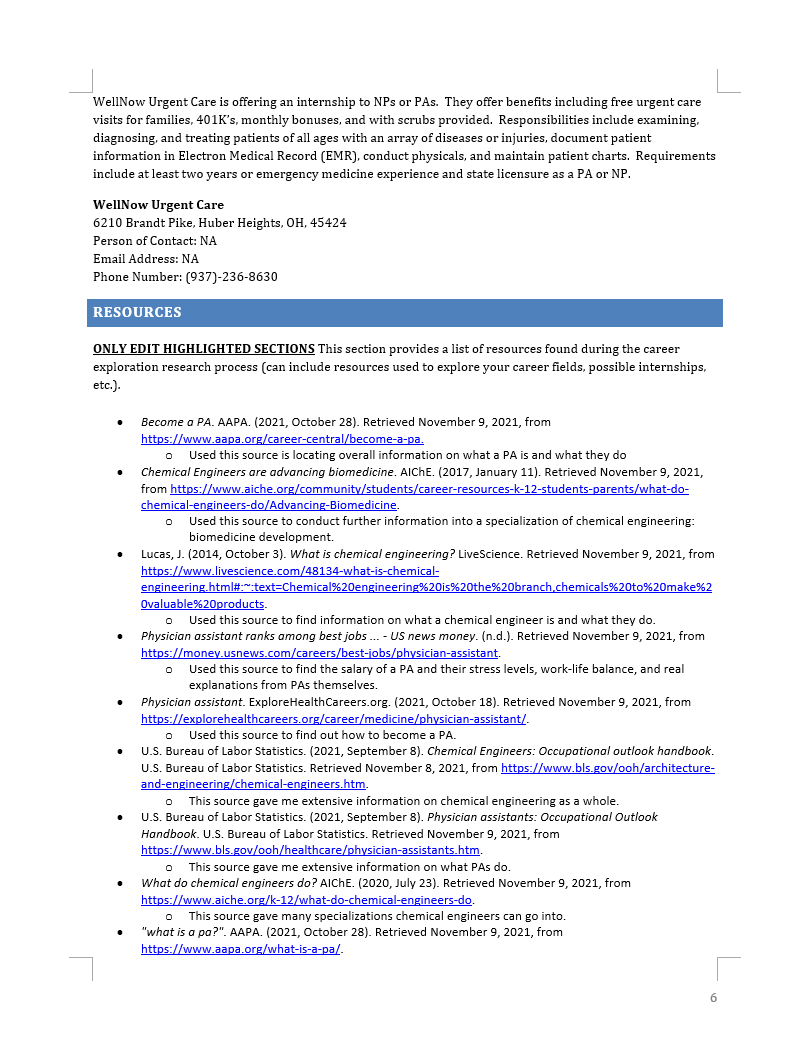 WellNow Urgent Care is offering an internship to NPs or PAs.  They offer benefits including free urgent care
visits for families, 401K's, monthly bonuses, and with scrubs provided.  Responsibilities include examining,
diagnosing, and treating patients of all ages with an array of diseases or injuries, document patient
information in Electron Medical Record (EMR), conduct physicals, and maintain patient charts.  Requirements
include at least two years or emergency medicine experience and state licensure as a PA or NP.
WellNow Urgent Care
6210 Brandt Pike, Huber Heights, OH, 45424
Person of Contact: NA
Email Address: NA
Phone Number: (937)-236-8630
RESOURCES
ONLY EDIT HIGHLIGHTED SECTIONS This section provides a list of resources found during the career
exploration research process (can include resources used to explore your career fields, possible internships,
etc.).
• Become a PA. AAPA. (2021, October 28). Retrieved November 9, 2021, from
https://www.aapa.org/career-central/become-a-pa.
o Used this source is locating overall information on what a PA is and what they do
• Chemical Engineers are advancing biomedicine. AIChE. (2017, January 11). Retrieved November 9, 2021,
from https://www.aiche.org/community/students/career-resources-k-12-students-parents/what-do-
chemical-engineers-do/Advancing-Biomedicine.
o Used this source to conduct further information into a specialization of chemical engineering:
biomedicine development.
• Lucas, J. (2014, October 3). What is chemical engineering? LiveScience. Retrieved November 9, 2021, from
https://www.livescience.com/48134-what-is-chemical-
engineering.html#:~:text=Chemical%20engineering%20is%20the%20branch,chemicals%20to%20make%2
0valuable%20products.
o Used this source to find information on what a chemical engineer is and what they do.
• Physician assistant ranks among best jobs ... - US news money. (n.d.). Retrieved November 9, 2021, from
https://money.usnews.com/careers/best-jobs/physician-assistant.
o Used this source to find the salary of a PA and their stress levels, work-life balance, and real
explanations from PAs themselves.
• Physician assistant. ExploreHealthCareers.org. (2021, October 18). Retrieved November 9, 2021, from
https://explorehealthcareers.org/career/medicine/physician-assistant/.
o Used this source to find out how to become a PA.
• U.S. Bureau of Labor Statistics. (2021, September 8). Chemical Engineers: Occupational outlook handbook.
U.S. Bureau of Labor Statistics. Retrieved November 8, 2021, from https://www.bls.gov/ooh/architecture-
and-engineering/chemical-engineers.htm.
o This source gave me extensive information on chemical engineering as a whole.
• U.S. Bureau of Labor Statistics. (2021, September 8). Physician assistants: Occupational Outlook
Handbook. U.S. Bureau of Labor Statistics. Retrieved November 9, 2021, from
https://www.bls.gov/ooh/healthcare/physician-assistants.htm.
o This source gave me extensive information on what PAs do.
• What do chemical engineers do? AIChE. (2020, July 23). Retrieved November 9, 2021, from
https://www.aiche.org/k-12/what-do-chemical-engineers-do.
o This source gave many specializations chemical engineers can go into.
• "what is a pa?". AAPA. (2021, October 28). Retrieved November 9, 2021, from
https://www.aapa.org/what-is-a-pa/.
6